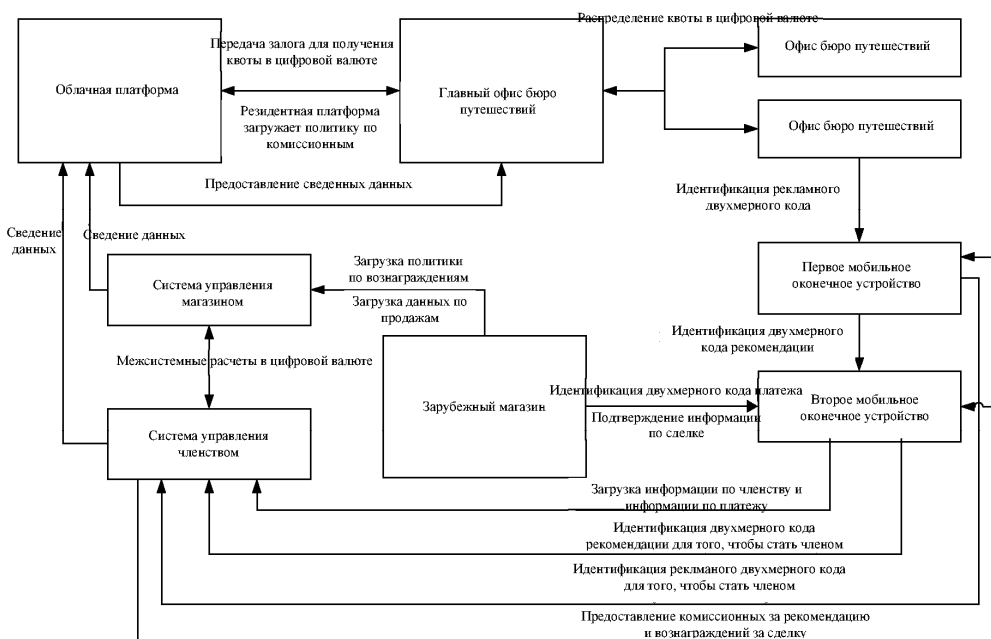 Распределение квоты в цифровой валюте
Передача залога для получения
квоты в цифровой валюте
Офис бюро путешествий
Облачная платформа
Главный офис бюро
путешествий
Резидентная платформа
загружает политику по
комиссионным
Офис бюро путешествий
Предоставление сведенных данных
Идентификация рекламного
двухмерного кода
Сведение
данных
Сведение данных
Загрузка политики
по вознаграждениям
Система управления
магазином
Загрузка данных по
продажам
Первое мобильное
оконечное устройство
Идентификация двухмерного
кода рекомендации
Межсистемные расчеты в цифровой валюте
Зарубежный магазин
Идентификация двухмерного кода платежа
Подтверждение информации
по сделке
Второе мобильное
оконечное устройство
Система управления
членством
Загрузка информации по членству и
информации по платежу
Идентификация двухмерного кода
рекомендации для того, чтобы стать членом
Идентификация реклманого двухмерного кода
для того, чтобы стать членом
Предоставление комиссионных за рекомендацию
и вознаграждений за сделку